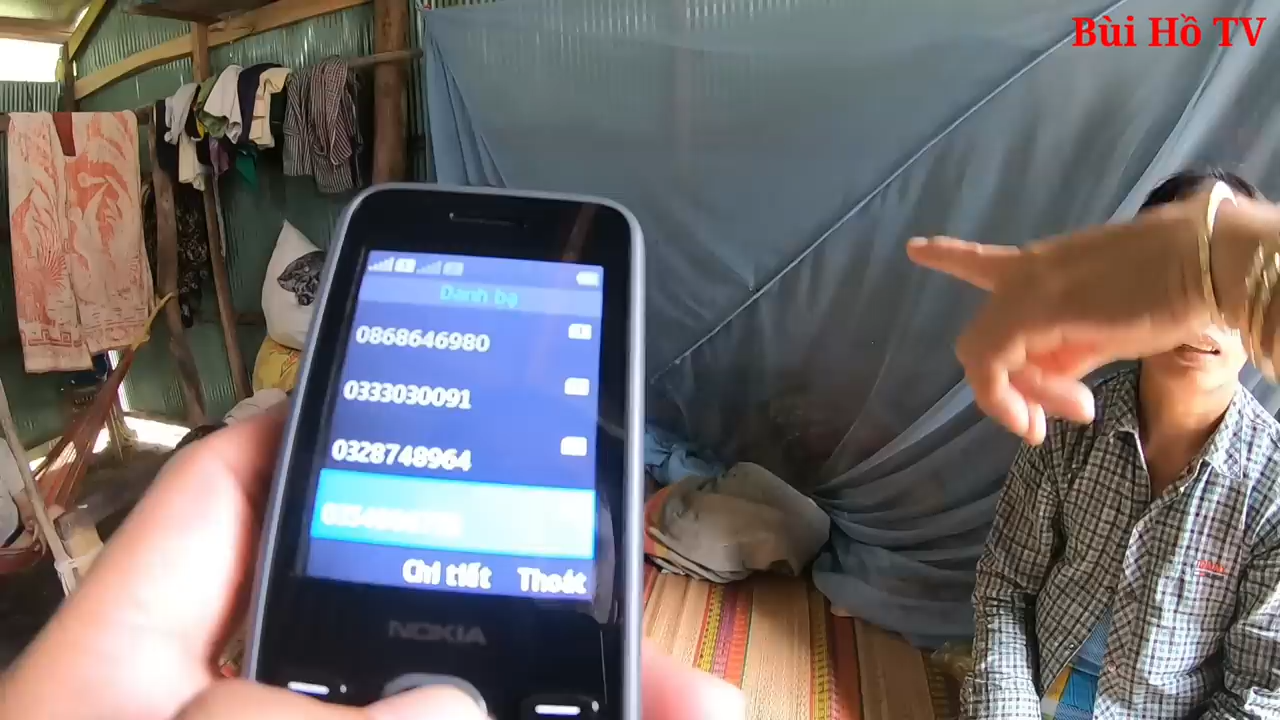 Bùi Hồ TV
Danh bạ
0868646980
0333030091
0328748964
Chi tiết Thoát
NOKIA